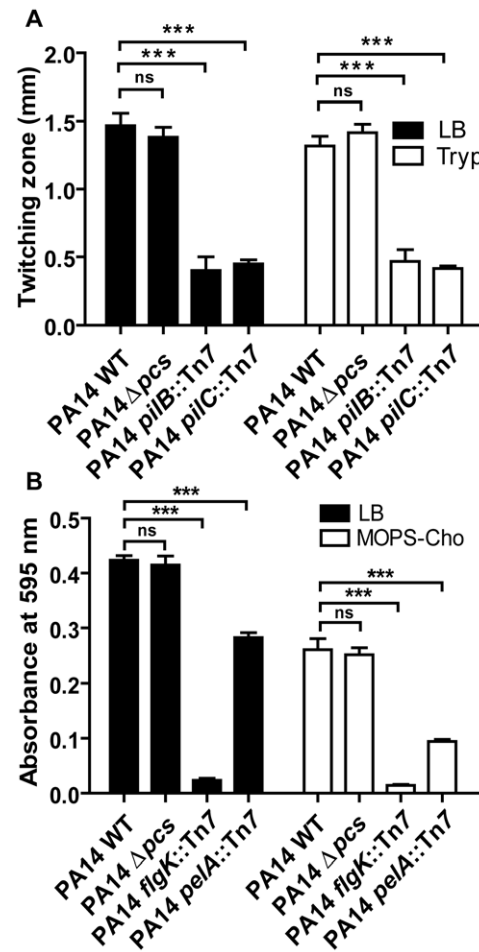 A
Twitching zone (mm)
2.0
1.5
1.0
0.5
0.0
***
***
ns
***
***
ns
LB
Tryp
PA14 WT
PA14 Δpcs
PA14 pilB::Tn7
PA14 pilC::Tn7
PA14 WT
PA14 Δpcs
PA14 pilB::Tn7
PA14 pilC::Tn7
B
Absorbance at 595 nm
0.5
0.4
0.3
0.2
0.1
0.0
***
***
ns
LB
MOPS-Cho
***
***
ns
PA14 WT
PA14 Δpcs
PA14 flgK::Tn7
PA14 pelA::Tn7
PA14 WT
PA14 Δpcs
PA14 flgK::Tn7
PA14 pelA::Tn7